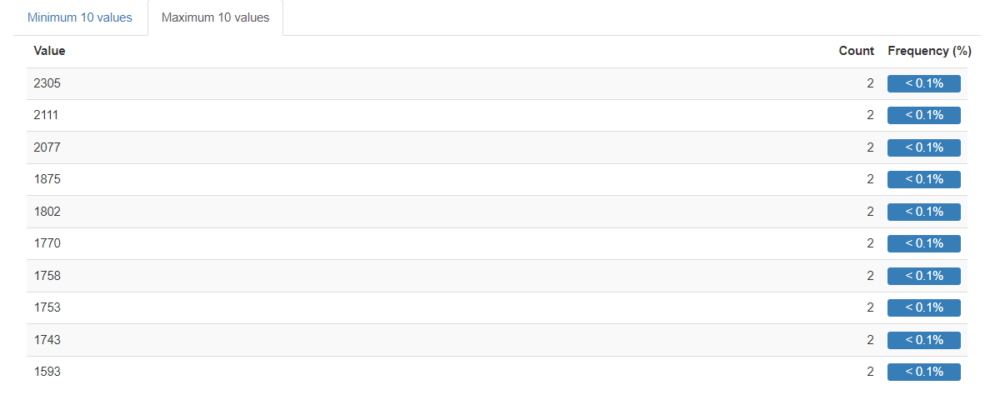 Minimum 10 values Maximum 10 values
Value Count Frequency (%)
2305 2 < 0.1%
2111 2 < 0.1%
2077 2 < 0.1%
1875 2 < 0.1%
1802 2 < 0.1%
1770 2 < 0.1%
1758 2 < 0.1%
1753 2 < 0.1%
1743 2 < 0.1%
1593 2 < 0.1%